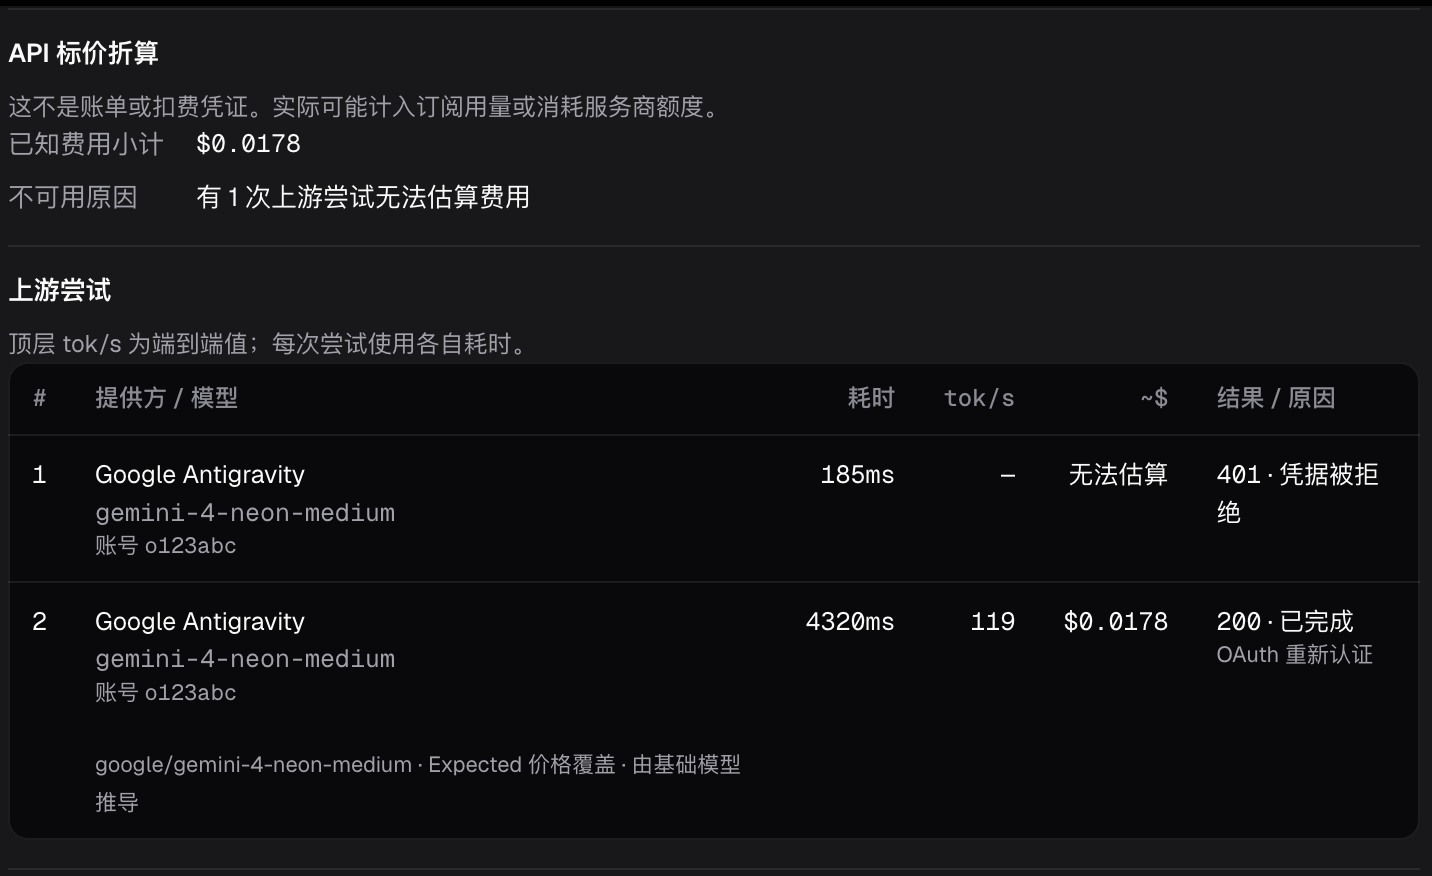 API 标价折算
这不是账单或扣费凭证。实际可能计入订阅用量或消耗服务商额度。
已知费用小计 $0.0178
不可用原因 有 1 次上游尝试无法估算费用
上游尝试
顶层 tok/s 为端到端值；每次尝试使用各自耗时。
# 提供方 / 模型 耗时 tok/s ~$ 结果 / 原因
1 Google Antigravity 185ms — 无法估算 401 · 凭据被拒
绝
gemini-4-neon-medium
账号 o123abc
2 Google Antigravity 4320ms 119 $0.0178 200 · 已完成
gemini-4-neon-medium OAuth 重新认证
账号 o123abc
google/gemini-4-neon-medium · Expected 价格覆盖 · 由基础模型
推导